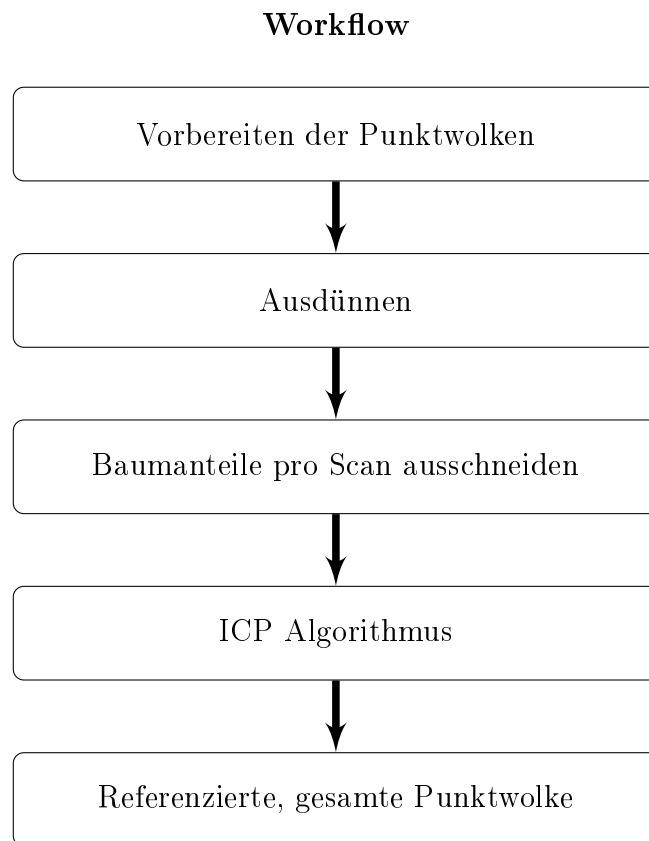 Workflow
Vorbereiten der Punktwolken
Ausdünnen
Baumanteile pro Scan ausschneiden
ICP Algorithmus
Referenzierte, gesamte Punktwolke